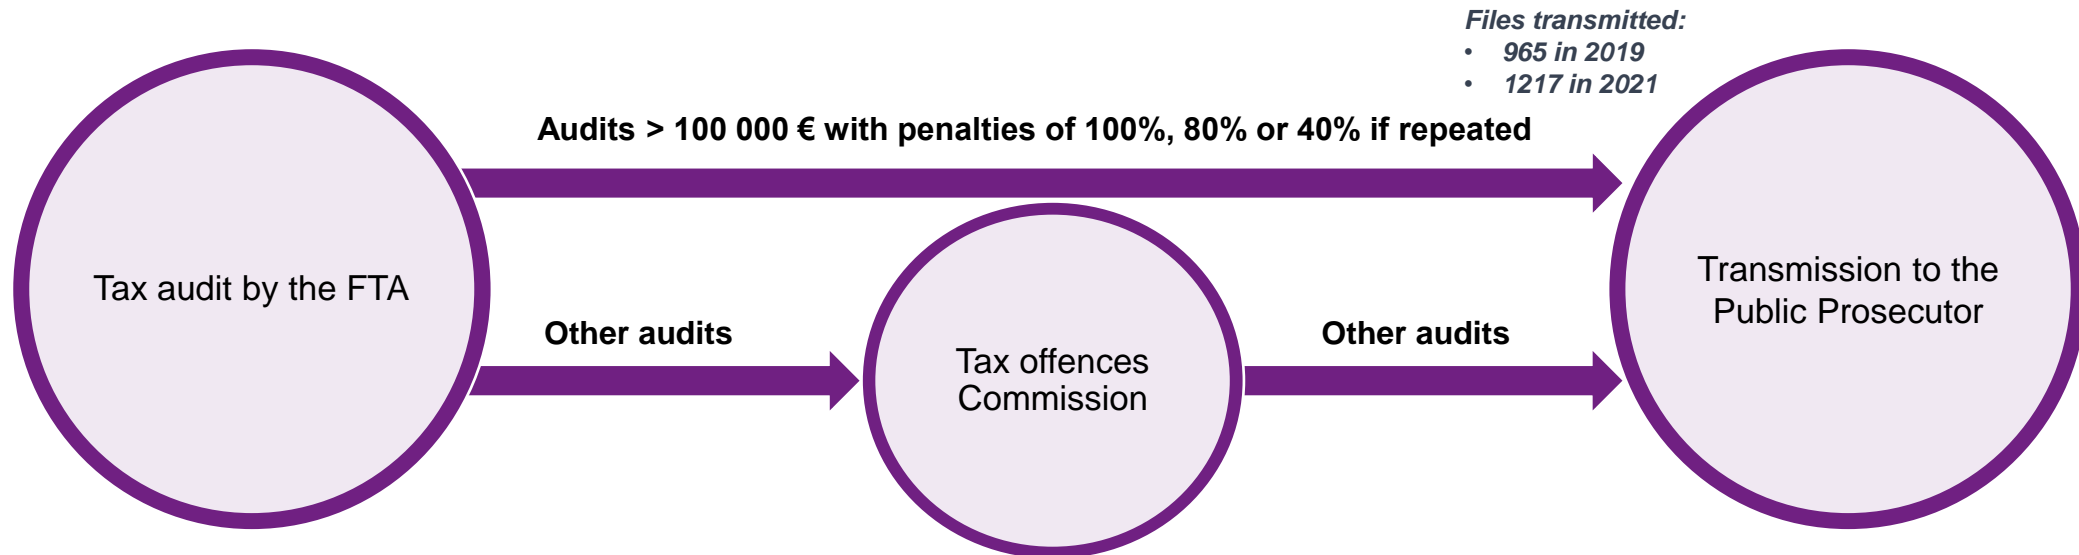 Files transmitted:
• 965 in 2019
• 1217 in 2021
Audits > 100 000 € with penalties of 100%, 80% or 40% if repeated
Tax audit by the FTA
Other audits
Tax offences
Commission
Other audits
Transmission to the
Public Prosecutor